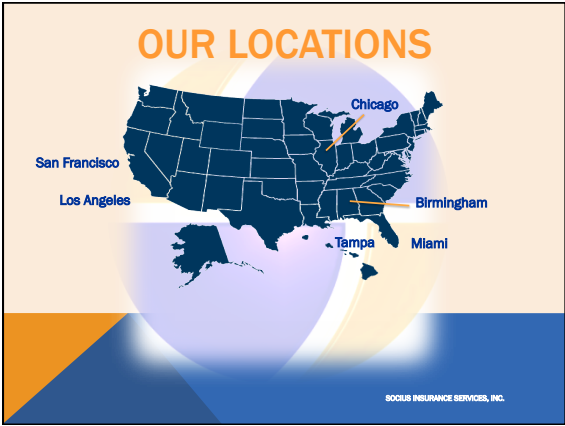 OUR LOCATIONS
Chicago
San Francisco
Los Angeles
Birmingham
Tampa
Miami
SOCIUS INSURANCE SERVICES, INC.